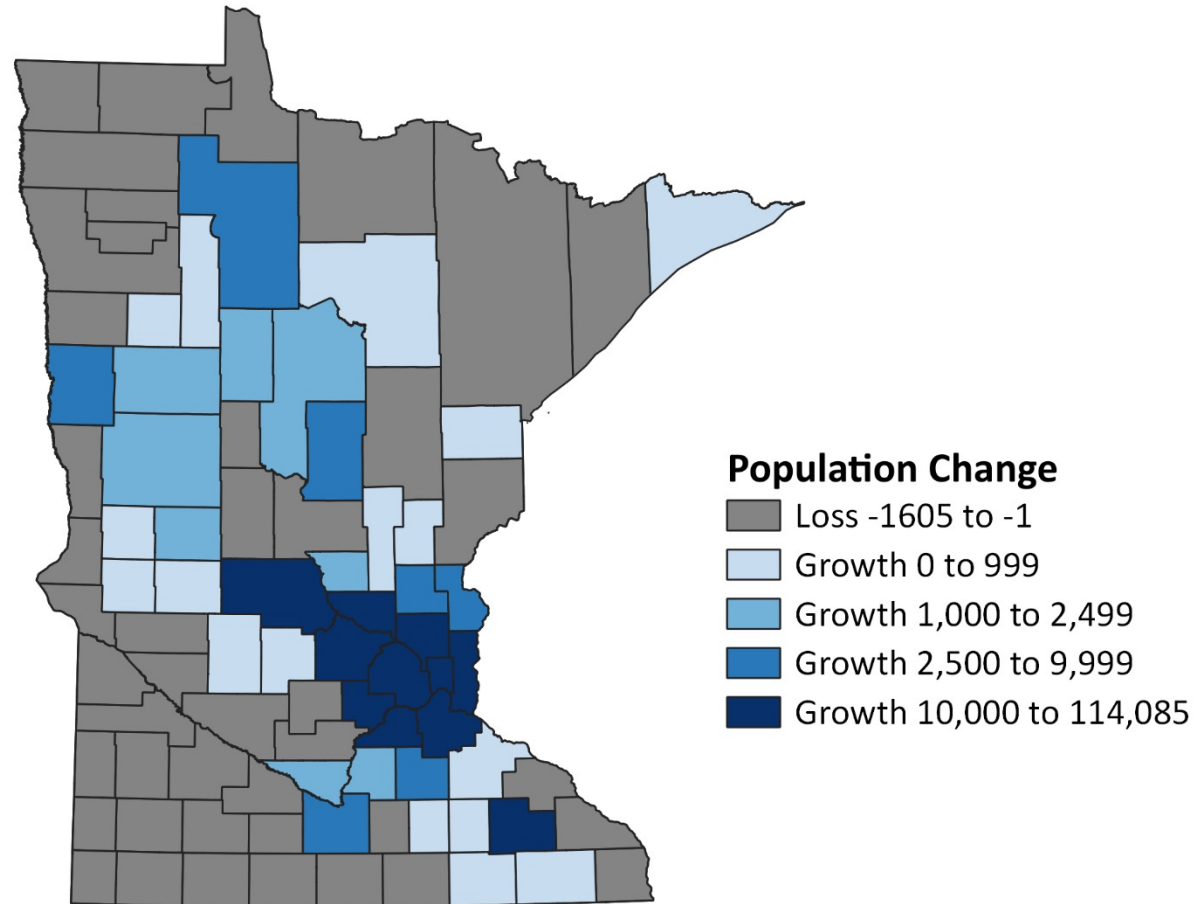 Population Change
Loss -1605 to -1
Growth 0 to 999
Growth 1,000 to 2,499
Growth 2,500 to 9,999
Growth 10,000 to 114,085